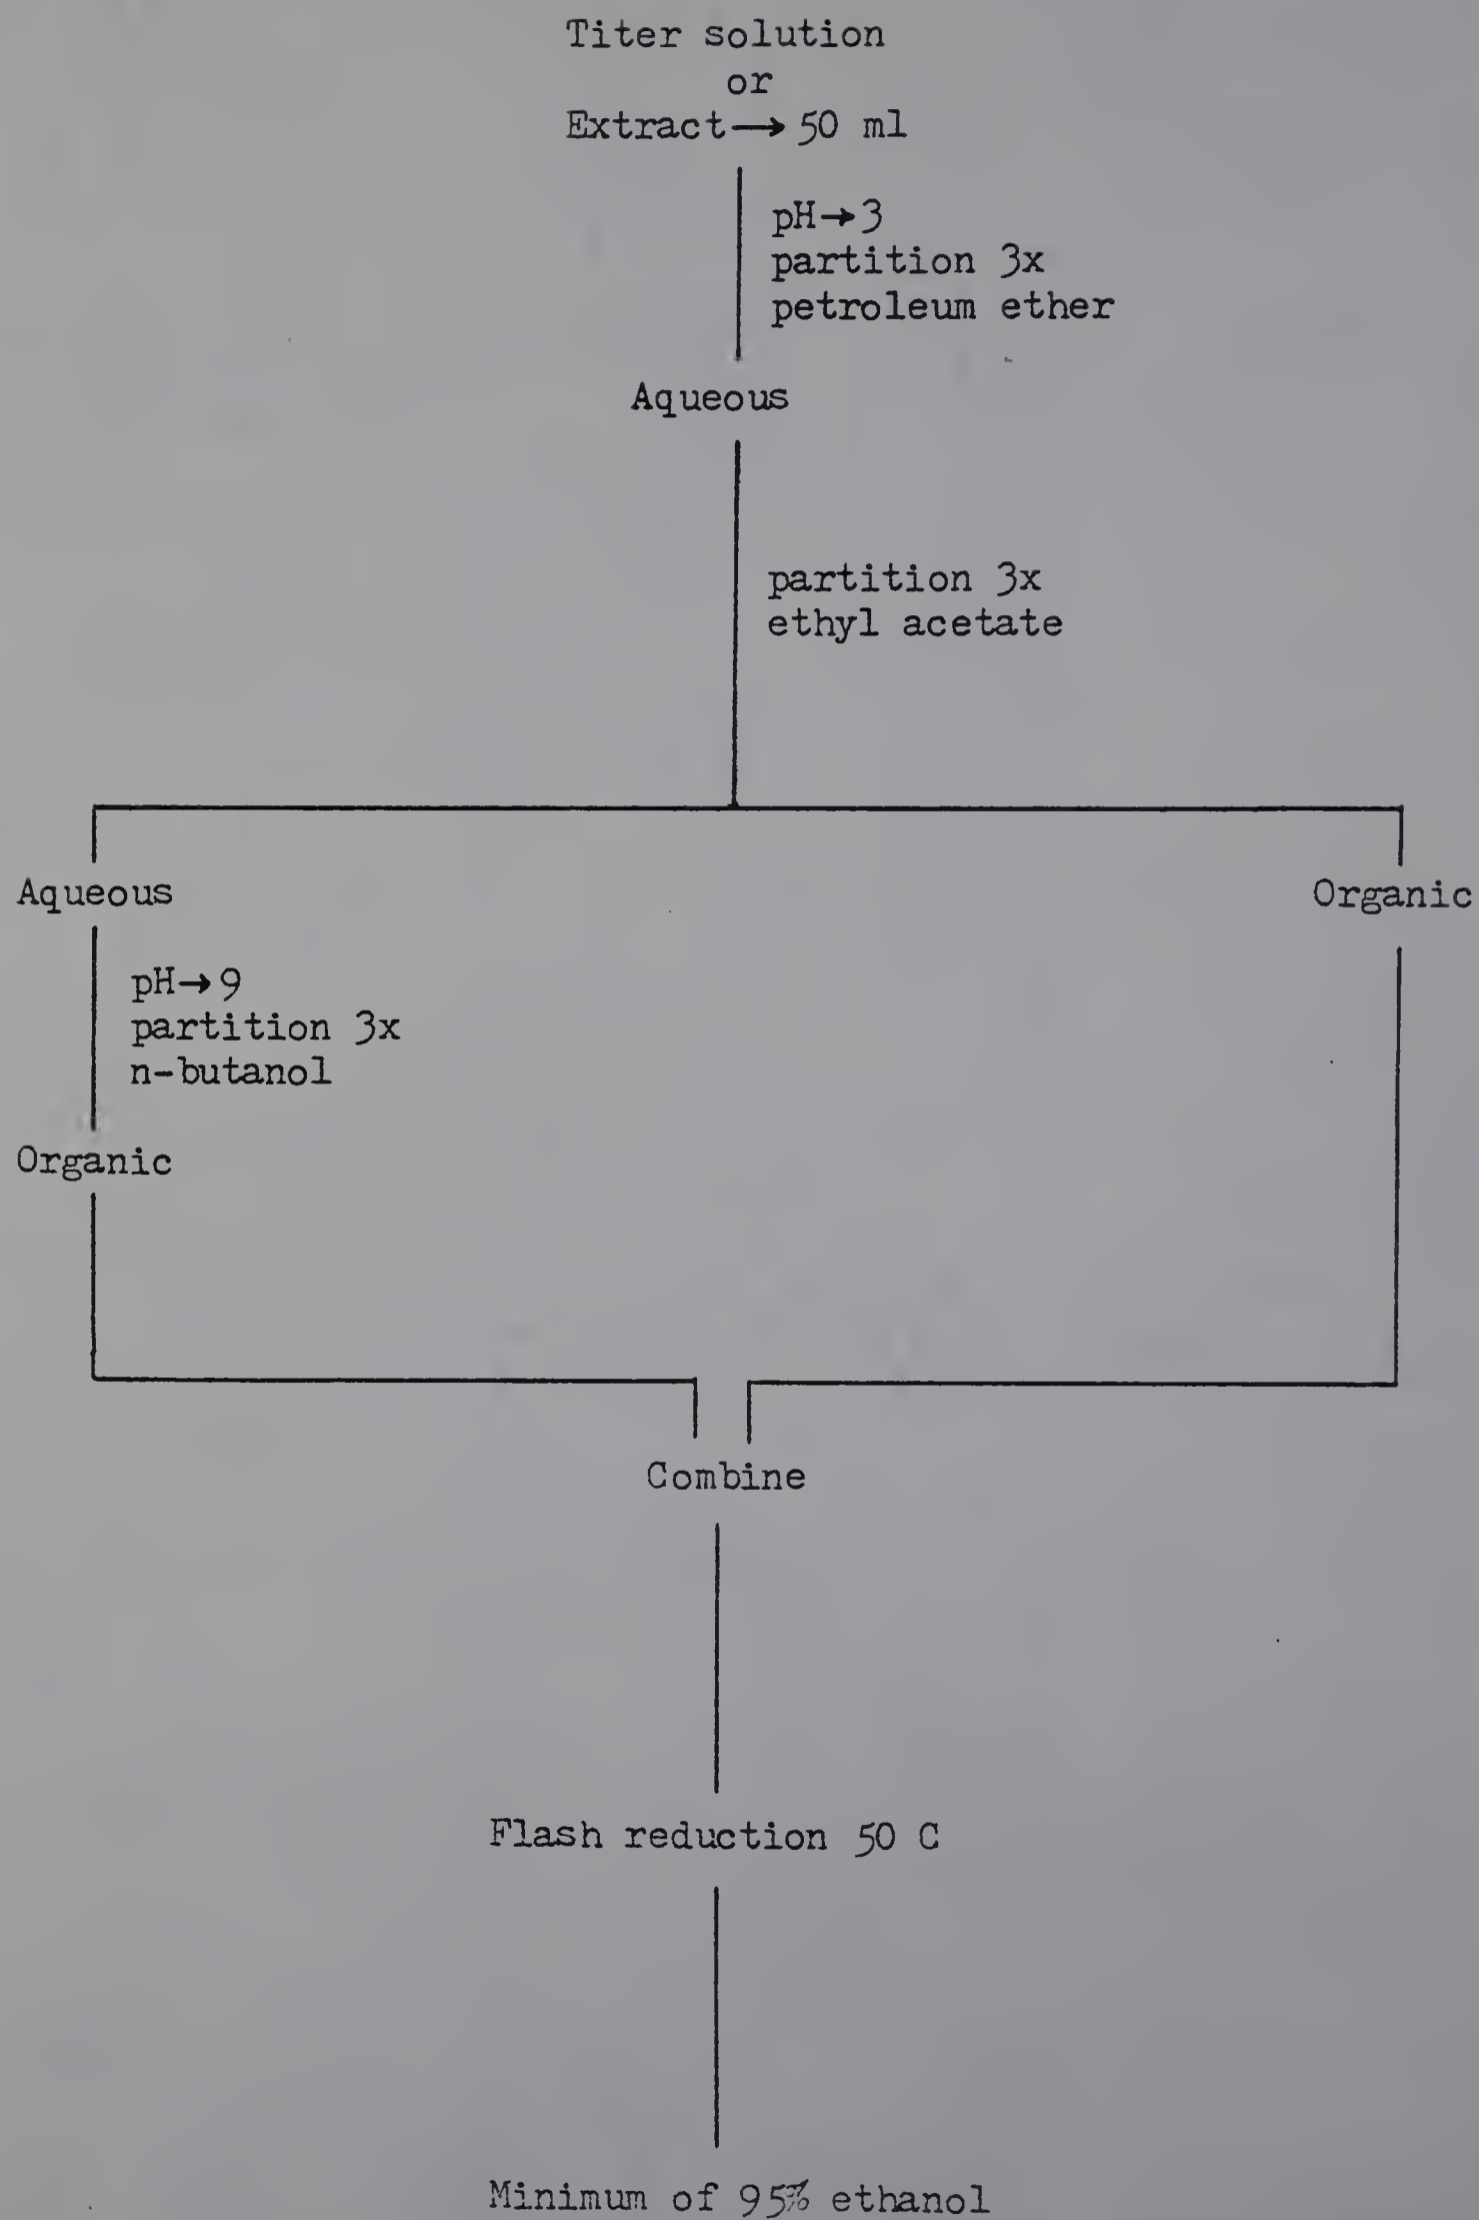 Titer solution
or
Extract → 50 ml
pH → 3
partition 3x
petroleum ether
Aqueous
partition 3x
ethyl acetate
Aqueous
Organic
pH → 9
partition 3x
n-butanol
Organic
Combine
Flash reduction 50 C
Minimum of 95% ethanol